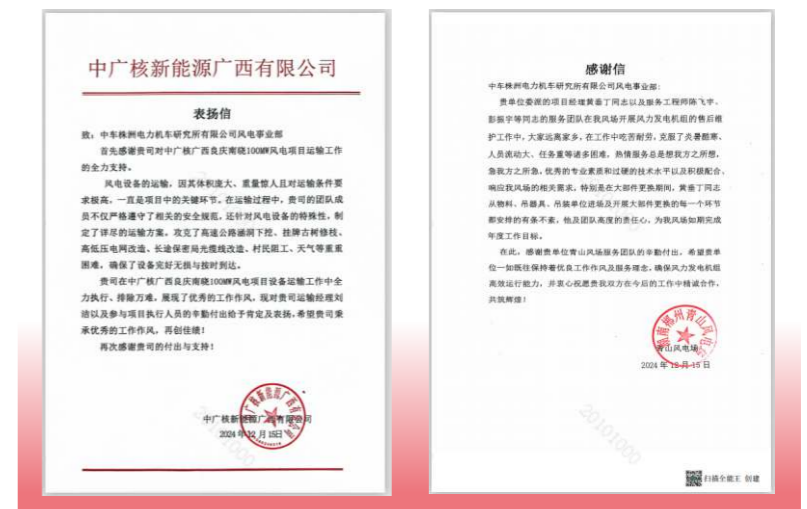 中广核新能源广西有限公司
表扬信
致：中车株洲电力机车研究所有限公司风电事业部
首先感谢贵司对中广核广西良庆南晓100MW风电项目运输工作
的全力支持。
风电设备的运输，因其体积庞大、重量惊人且对运输条件要
求极高，一直是项目中的关键环节。在运输过程中，贵司的团队成
员不仅严格遵守了相关的安全规范，还针对风电设备的特殊性，制
定了详尽的运输方案。攻克了高速公路涵洞下挖、挂牌古树修枝、
高低压电网改造、长途保密局光缆线改造、村民阻工、天气等重重
困难，确保了设备完好无损与按时到达。
贵司在中广核广西良庆南晓100MW风电项目设备运输工作中全
力执行、排除万难，展现了优秀的工作作风，现对贵司运输经理刘
洁以及参与项目执行人员的辛勤付出给予肯定及表扬。希望贵司秉
承优秀的工作作风，再创佳绩！
再次感谢贵司的付出与支持！
中广核新能源广西有限公司
2024年12月15日
20101000
感谢信
中车株洲电力机车研究所有限公司风电事业部：
贵单位委派的项目经理黄垂丁同志以及服务工程师陈飞宇、
彭振宇等同志的服务团队在我风场开展风力发电机组的售后维
护工作中，大家远离家乡，在工作中吃苦耐劳，克服了炎暑酷寒、
人员流动大、任务重等诸多困难，热情服务总是想我方之所想，
急我方之所急，优秀的专业素质和过硬的技术水平以及积极配合、
响应我风场的相关需求，特别是在大部件更换期间，黄垂丁同志
从物料、吊器具、吊装单位进场及开展大部件更换的每一个环节
都安排的有条不紊，他及团队高度的责任心，为我风场如期完成
年度工作目标。
在此，感谢贵单位青山风场服务团队的辛勤付出，希望贵单
位一如既往保持着优良工作作风及服务理念，确保风力发电机组
高效运行能力，并衷心祝愿贵我双方在今后的工作中精诚合作，
共筑辉煌！
青山风电场
2024年12月15日
20101000
扫描全能王 创建